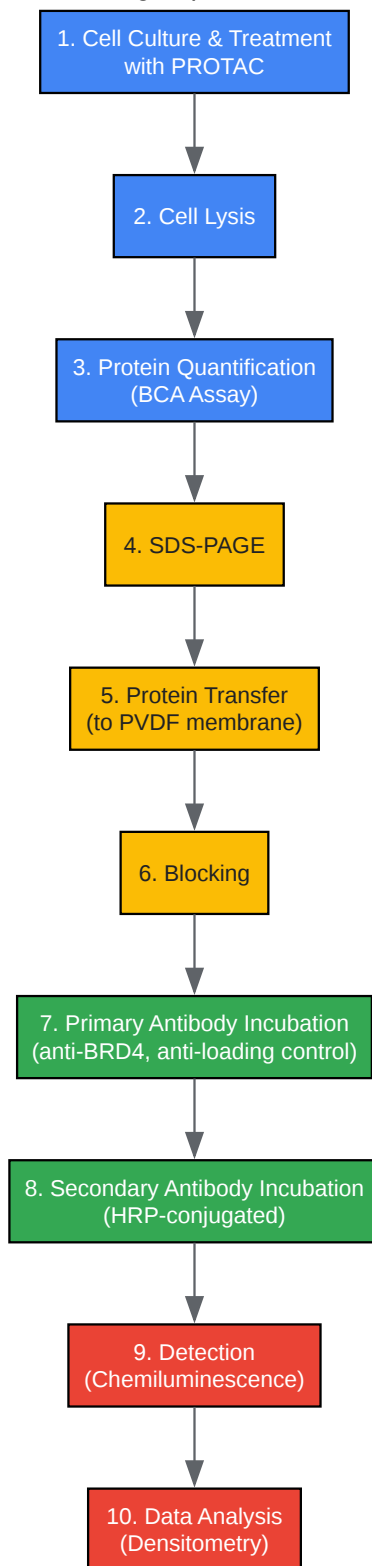 1. Cell Culture & Treatment
with PROTAC
2. Cell Lysis
3. Protein Quantification
(BCA Assay)
4. SDS-PAGE
5. Protein Transfer
(to PVDF membrane)
6. Blocking
7. Primary Antibody Incubation
(anti-BRD4, anti-loading control)
8. Secondary Antibody Incubation
(HRP-conjugated)
9. Detection
(Chemiluminescence)
10. Data Analysis
(Densitometry)